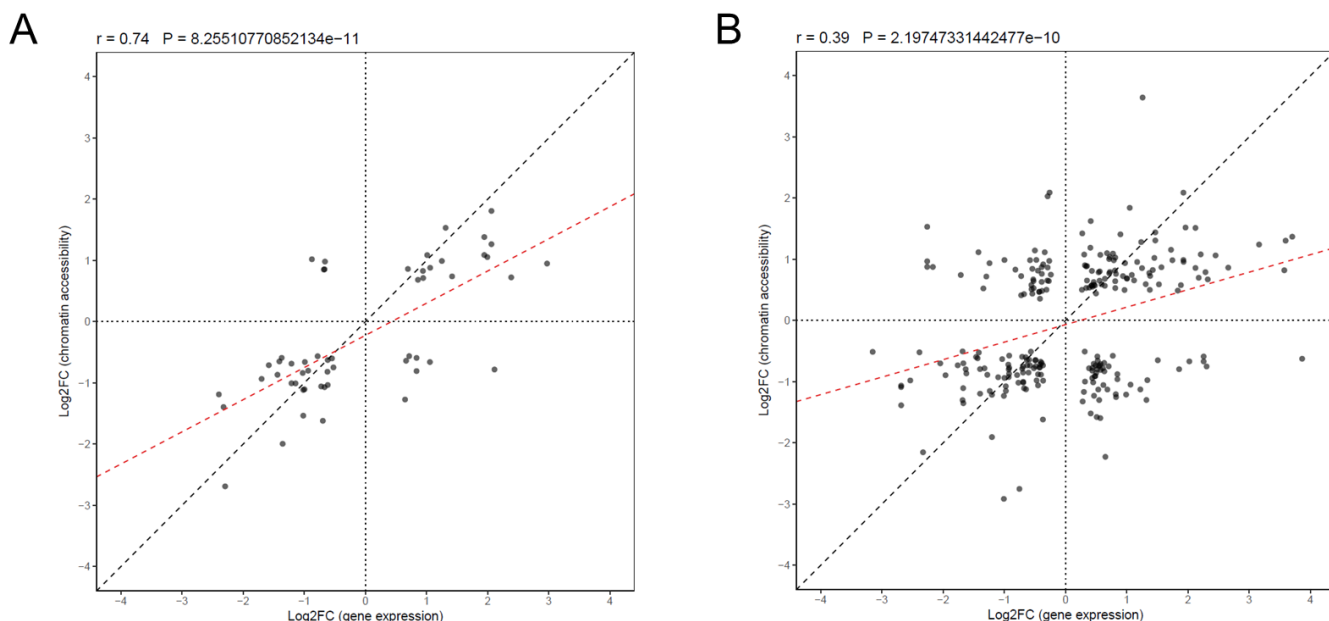 A
r = 0.74 P = 8.25510770852134e−11
Log2FC (chromatin accessibility)
4
3
2
1
0
−1
−2
−3
−4
−4 −3 −2 −1 0 1 2 3 4
Log2FC (gene expression)
B
r = 0.39 P = 2.19747331442477e−10
Log2FC (chromatin accessibility)
4
3
2
1
0
−1
−2
−3
−4
−4 −3 −2 −1 0 1 2 3 4
Log2FC (gene expression)